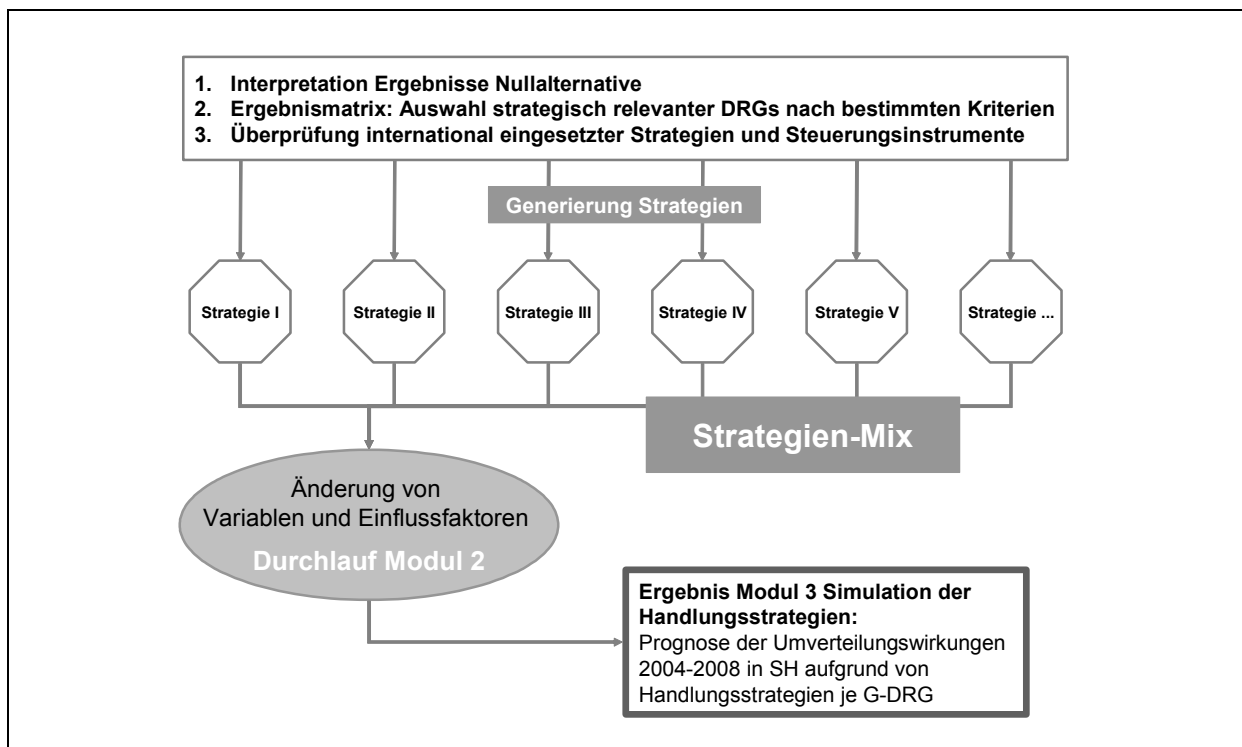 1. Interpretation Ergebnisse Nullalternative
2. Ergebnismatrix: Auswahl strategisch relevanter DRGs nach bestimmten Kriterien
3. Überprüfung international eingesetzter Strategien und Steuerungsinstrumente
Generierung Strategien
Strategie I
Strategie II
Strategie III
Strategie IV
Strategie V
Strategie ...
Strategien-Mix
Änderung von
Variablen und Einflussfaktoren
Durchlauf Modul 2
Ergebnis Modul 3 Simulation der
Handlungsstrategien:
Prognose der Umverteilungswirkungen
2004-2008 in SH aufgrund von
Handlungsstrategien je G-DRG